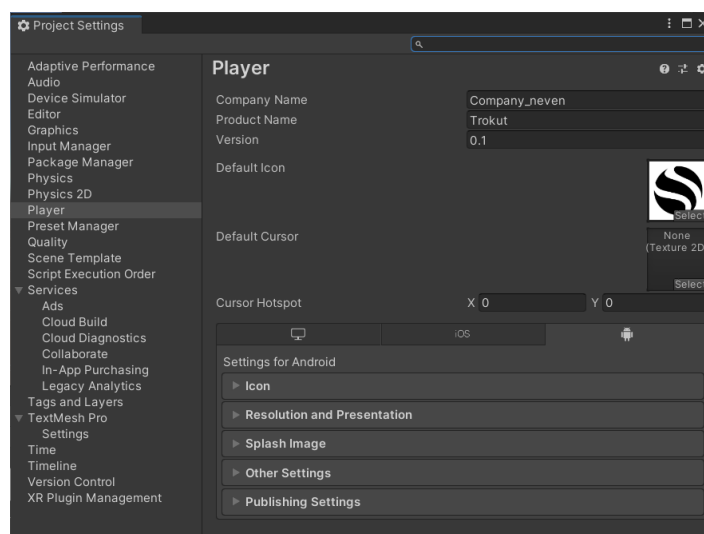 Project Settings
Player
Adaptive Performance
Audio
Device Simulator
Editor
Graphics
Input Manager
Package Manager
Physics
Physics 2D
Player
Preset Manager
Quality
Scene Template
Script Execution Order
Services
Ads
Cloud Build
Cloud Diagnostics
Collaborate
In-App Purchasing
Legacy Analytics
Tags and Layers
TextMesh Pro
Settings
Time
Timeline
Version Control
XR Plugin Management
Company Name Company_neven
Product Name Trokut
Version 0.1
Default Icon
Select
Default Cursor
None
(Texture 2D
Select
Cursor Hotspot X 0 Y 0
iOS
Settings for Android
Icon
Resolution and Presentation
Splash Image
Other Settings
Publishing Settings